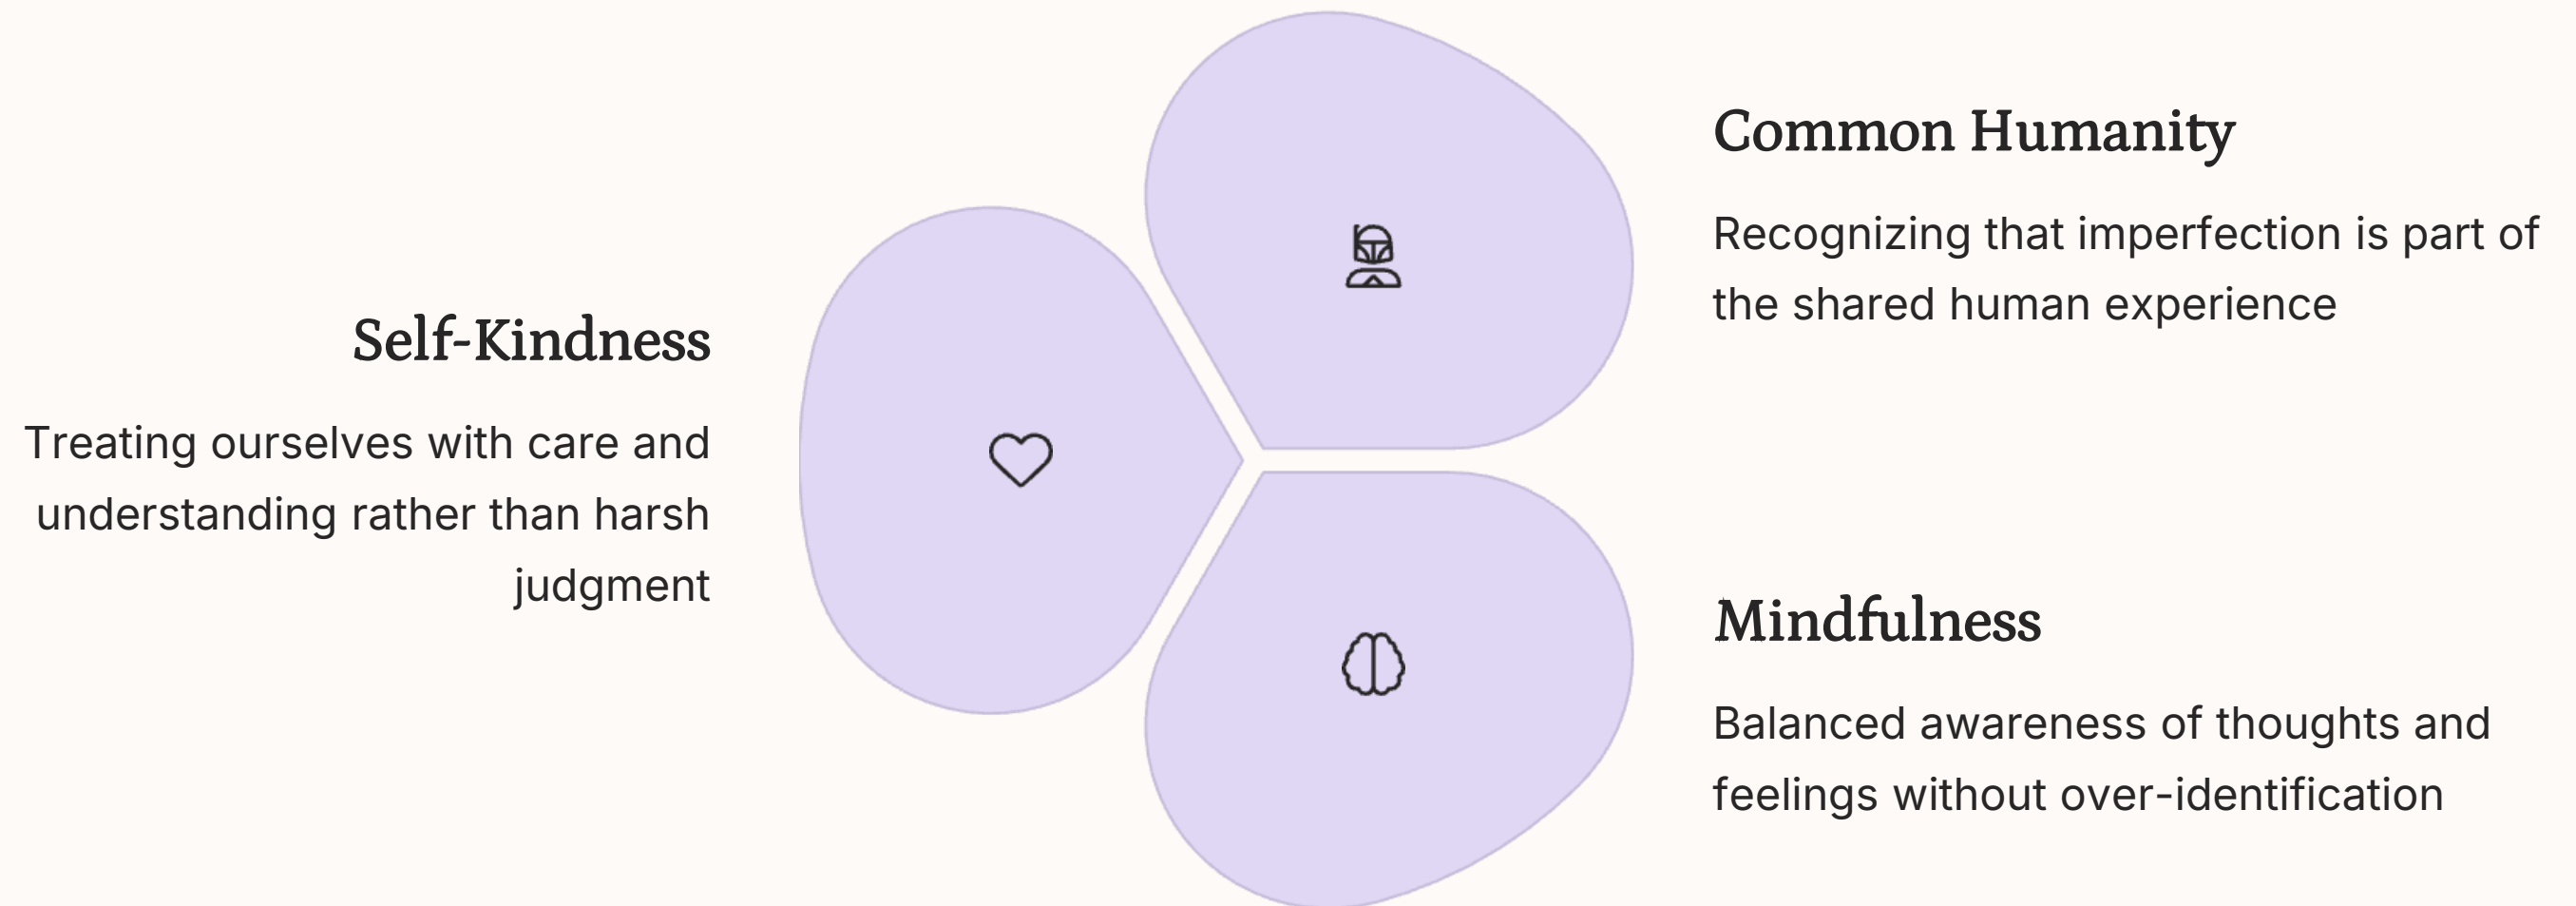 Self-Kindness
Treating ourselves with care and
understanding rather than harsh
judgment
Common Humanity
Recognizing that imperfection is part of
the shared human experience
Mindfulness
Balanced awareness of thoughts and
feelings without over-identification